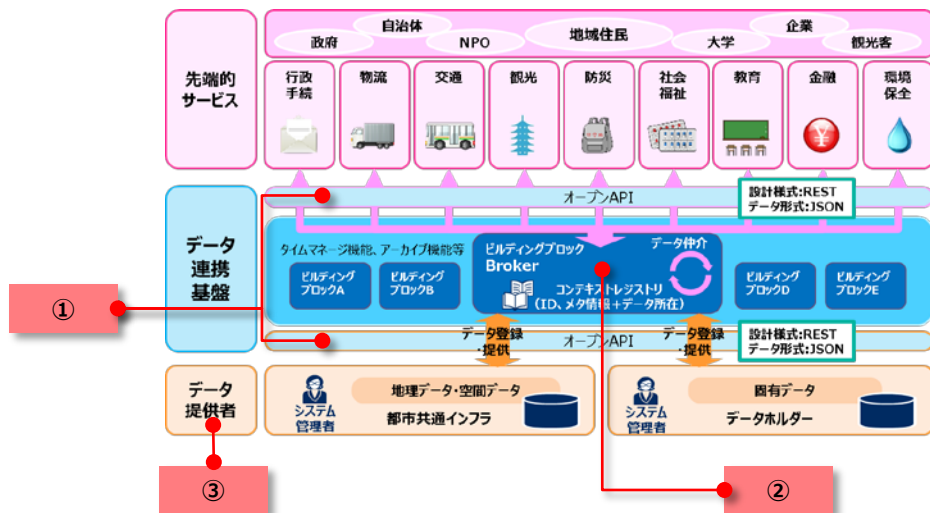 政府
自治体
NPO
地域住民
大学
企業
観光客
先端的
サービス
行政
手続
物流
交通
観光
防災
社会
福祉
教育
金融
環境
保全
オープンAPI
設計様式:REST
データ形式:JSON
データ
連携
基盤
タイムマネージ機能、アーカイブ機能等
ビルディング
ブロックA
ビルディング
ブロックB
ビルディングブロック
Broker
データ仲介
コンテキストレジストリ
(ID、メタ情報+データ所在)
ビルディング
ブロックD
ビルディング
ブロックE
①
データ登録
・提供
オープンAPI
データ登録
・提供
設計様式:REST
データ形式:JSON
データ
提供者
システム
管理者
地理データ・空間データ
都市共通インフラ
システム
管理者
固有データ
データホルダー
③
②